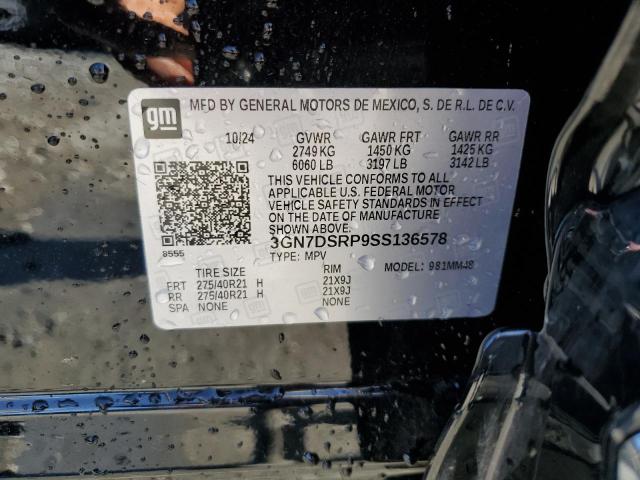 gm
MFD BY GENERAL MOTORS DE MEXICO, S. DE R.L. DE C.V.
10/24 GVWR GAWR FRT GAWR RR
2749 KG 1450 KG 1425 KG
6060 LB 3197 LB 3142 LB
THIS VEHICLE CONFORMS TO ALL
APPLICABLE U.S. FEDERAL MOTOR
VEHICLE SAFETY STANDARDS IN EFFECT ON THE DATE OF MANUFACTURE
SHOWN ABOVE.
3GN7DSRP9SS136578
8555
TYPE: MPV MODEL: 981MMJ8
TIRE SIZE RIM
FRT 275/40R21 H 21X9J
RR 275/40R21 H 21X9J
SPA NONE NONE